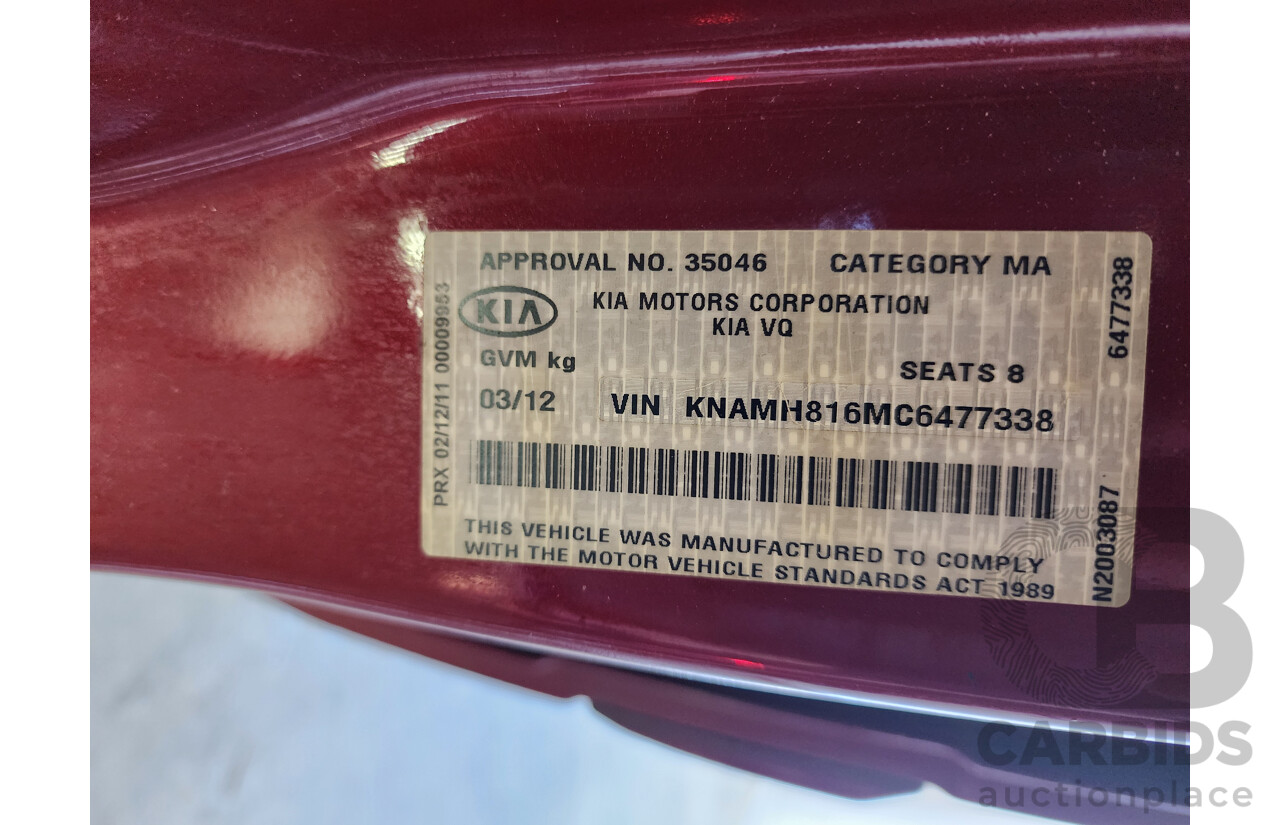 APPROVAL NO. 35046 CATEGORY MA
KIA
KIA MOTORS CORPORATION
KIA VQ
GVM kg
SEATS 8
03/12 VIN KNAMH816MC6477338
THIS VEHICLE WAS MANUFACTURED TO COMPLY
WITH THE MOTOR VEHICLE STANDARDS ACT 1989
PRX 02/12/11 00009953
6477338
N2003087
CARBIDS
auctionplace